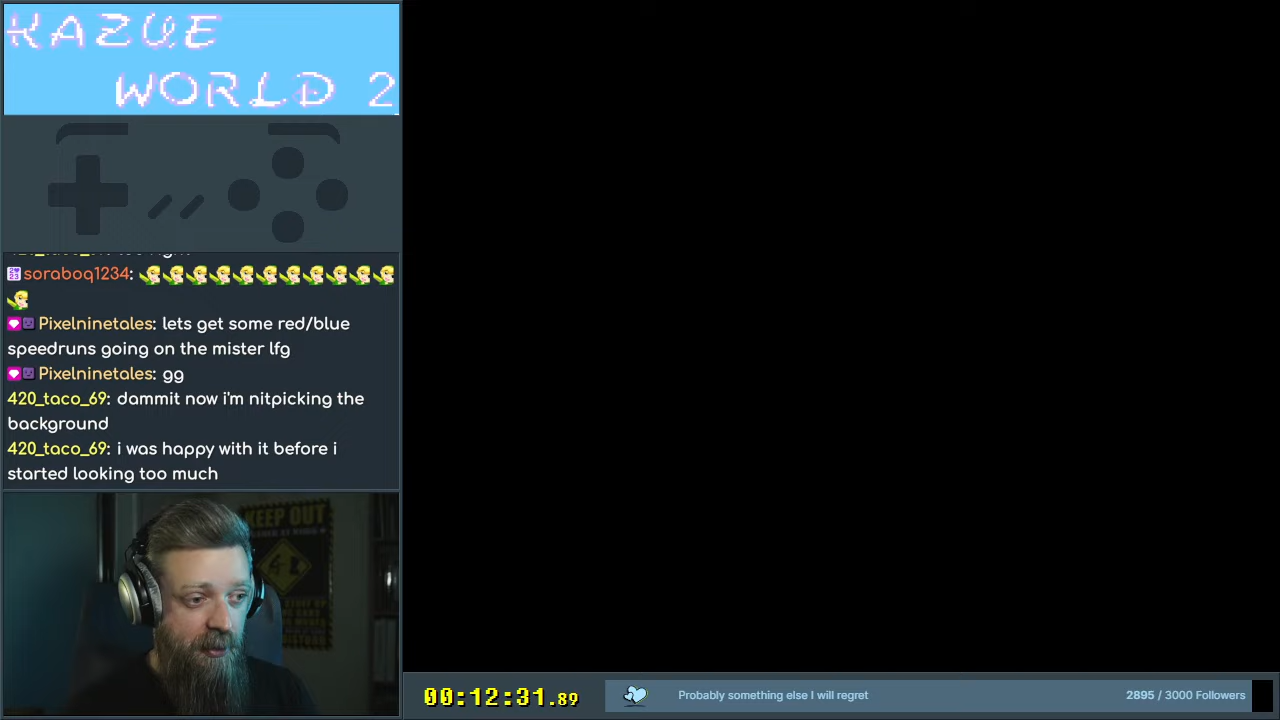 KAZUE
WORLD 2
soraboq1234:
Pixelninetales: lets get some red/blue
speedruns going on the mister lfg
Pixelninetales: gg
420_taco_69: dammit now i'm nitpicking the
background
420_taco_69: i was happy with it before i
started looking too much
KEEP OUT
00:12:31.89
Probably something else I will regret
2895 / 3000 Followers